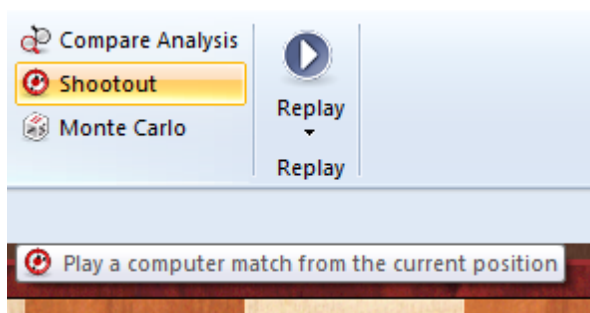 Compare Analysis
Shootout
Monte Carlo
Replay
Replay
Play a computer match from the current position